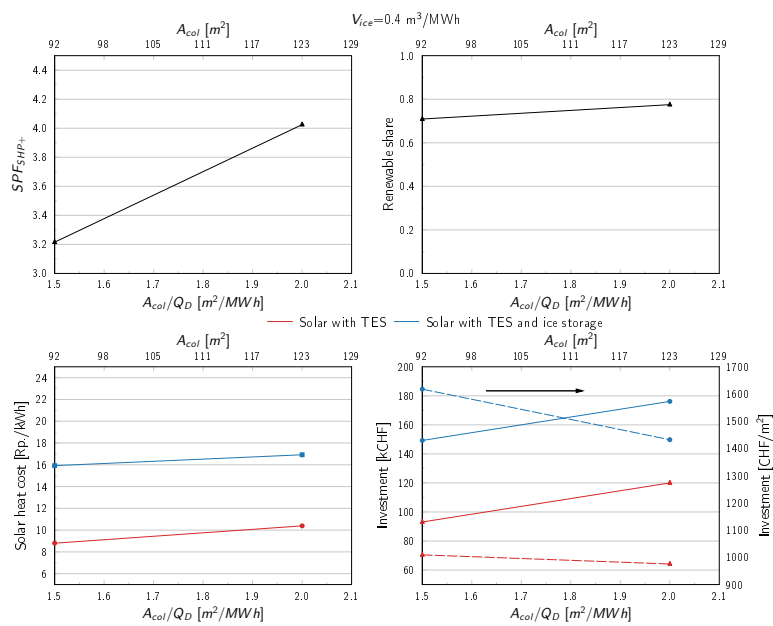 V_ice=0.4 m³/MWh
A_col [m²]
92 98 105 111 117 123 129
4.4
4.2
4.0
3.8
3.6
3.4
3.2
3.0
SPF_SHP+
1.5 1.6 1.7 1.8 1.9 2.0 2.1
A_col/Q_D [m²/MWh]
A_col [m²]
92 98 105 111 117 123 129
1.0
0.8
0.6
0.4
0.2
0.0
Renewable share
1.5 1.6 1.7 1.8 1.9 2.0 2.1
A_col/Q_D [m²/MWh]
Solar with TES
Solar with TES and ice storage
A_col [m²]
92 98 105 111 117 123 129
24
22
20
18
16
14
12
10
8
6
Solar heat cost [Rp./kWh]
1.5 1.6 1.7 1.8 1.9 2.0 2.1
A_col/Q_D [m²/MWh]
A_col [m²]
92 98 105 111 117 123 129
200
180
160
140
120
100
80
60
Investment [kCHF]
1700
1600
1500
1400
1300
1200
1100
1000
900
Investment [CHF/m²]
1.5 1.6 1.7 1.8 1.9 2.0 2.1
A_col/Q_D [m²/MWh]